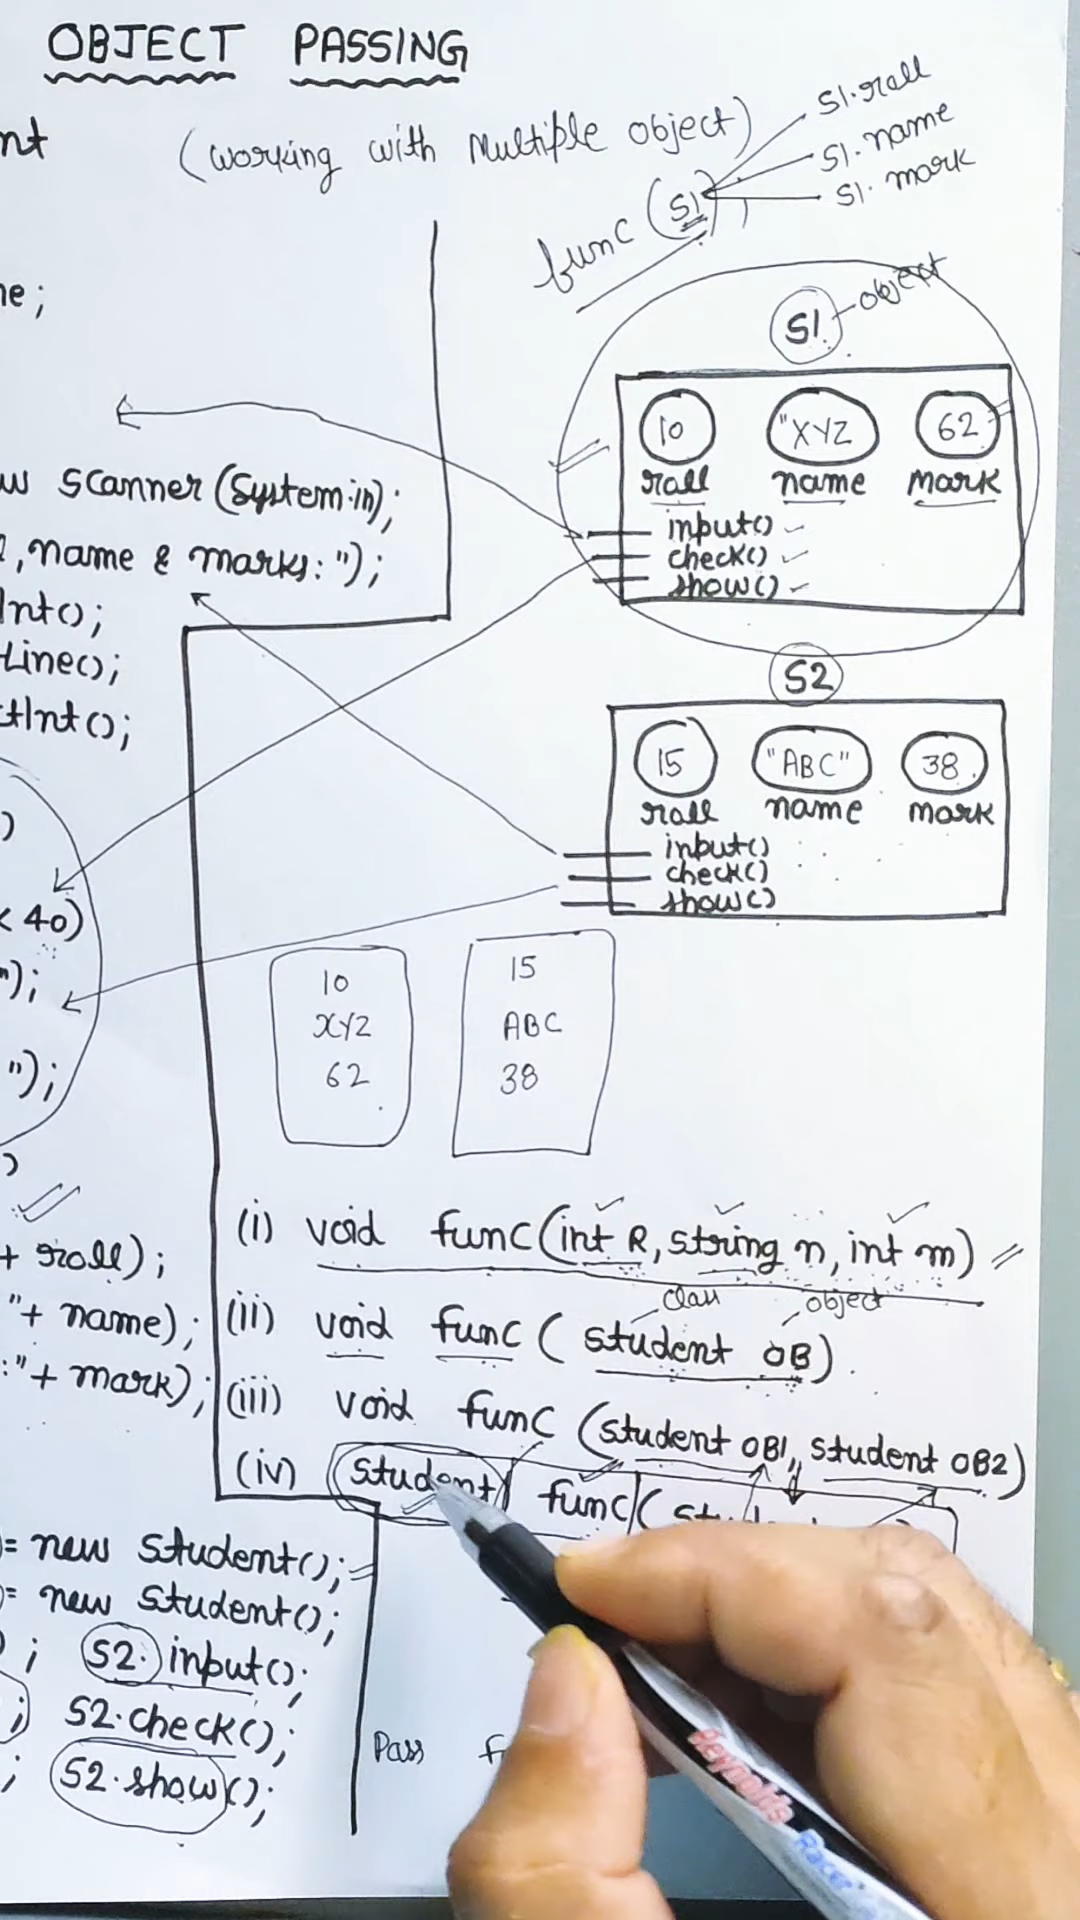 OBJECT PASSING
nt (working with Multiple object)
S1.roll
S1.name
S1.mark
func (S1)
ne;
S1 object
10 "XYZ 62
roll name mark
input()
check()
show()
w Scanner(System.in);
,name & marks:");
Int();
Line();
tInt();
S2
15 "ABC" 38
roll name mark
input()
check()
show()
)
< 40)
");
");
10
XYZ
62
15
ABC
38
(i) void func(int R, string n, int m)
+ roll);
class object
"+ name); (ii) void func( student OB)
:"+ mark); (iii) void func (student OB1, student OB2)
(iv) student func(
= new student();
= new student();
; S2.input();
; S2.check();
; S2.show();
Pass
Reynolds
Racer